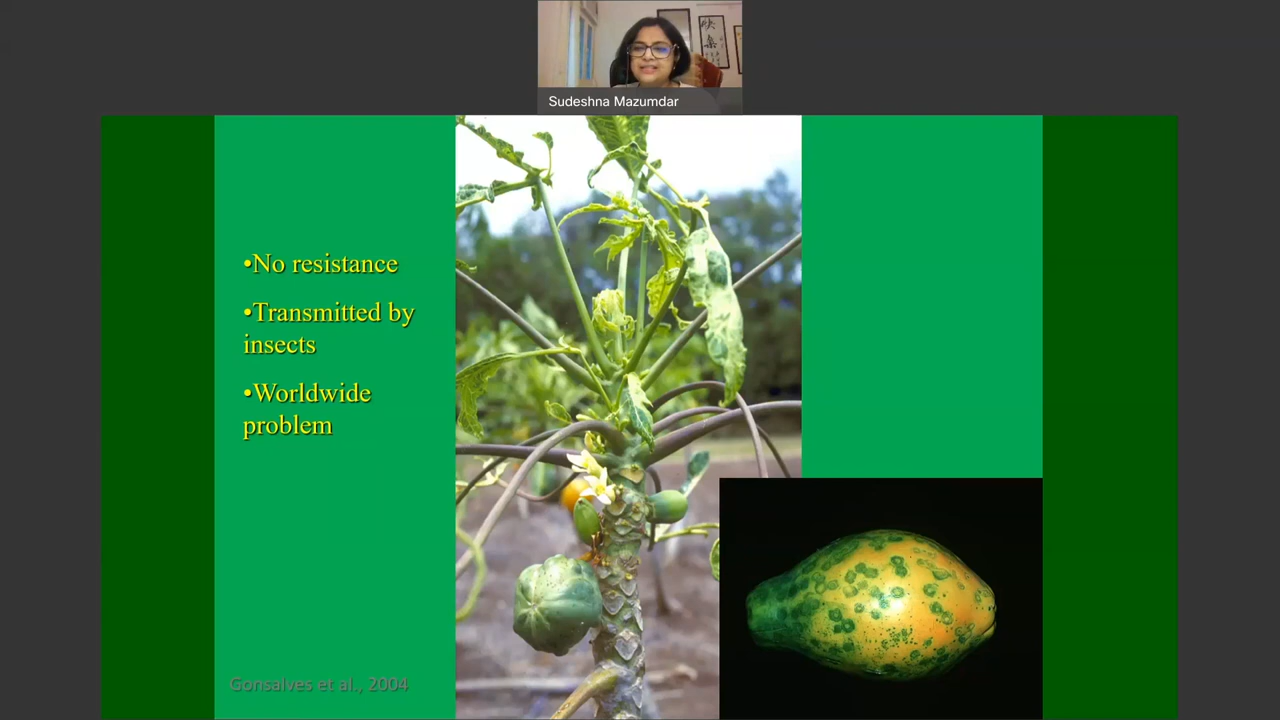 Sudeshna Mazumdar
•No resistance
•Transmitted by
insects
•Worldwide
problem
Gonsalves et al., 2004